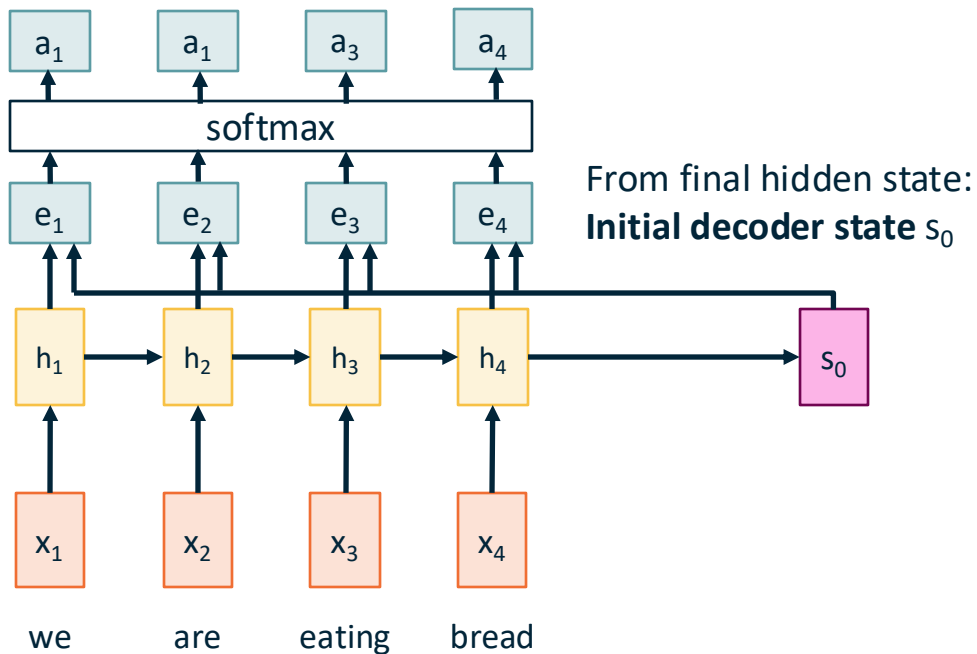 a₁ a₁ a₃ a₄
softmax
e₁ e₂ e₃ e₄
From final hidden state:
Initial decoder state s₀
h₁ h₂ h₃ h₄ s₀
x₁ x₂ x₃ x₄
we are eating bread